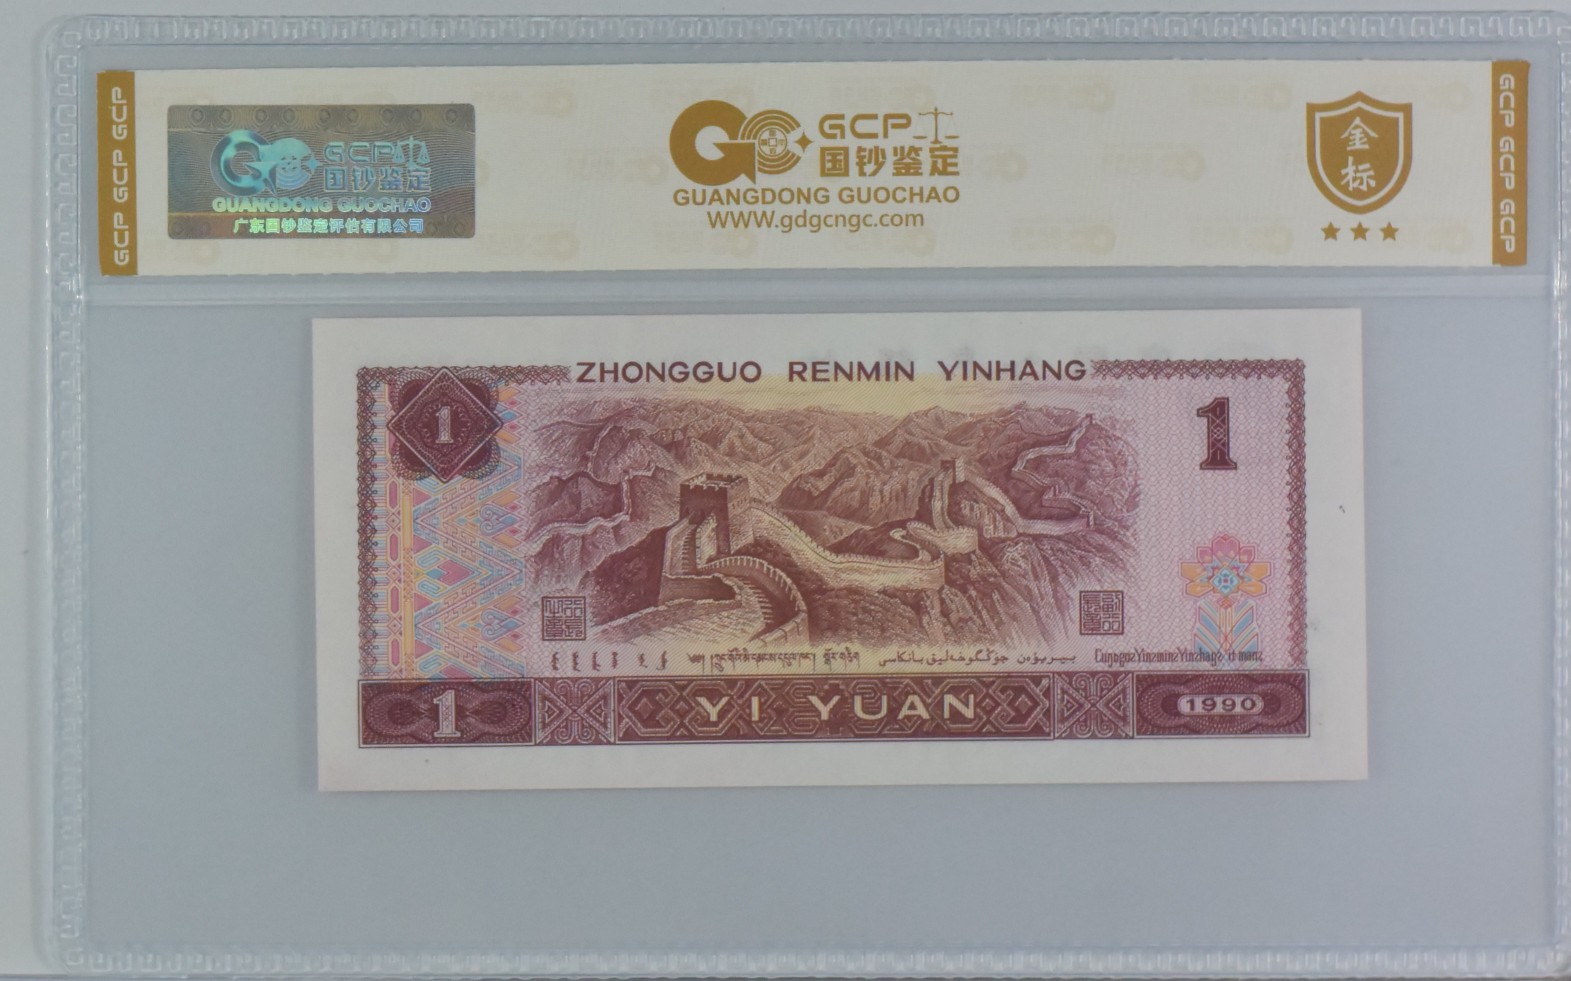 GCP GCP GCP
GCP
国钞鉴定
GUANGDONG GUOCHAO
广东国钞鉴定评估有限公司
GCP
国钞鉴定
GUANGDONG GUOCHAO
WWW.gdgcngc.com
金标
GCP GCP GCP
ZHONGGUO RENMIN YINHANG
1
1
1 YI YUAN 1990